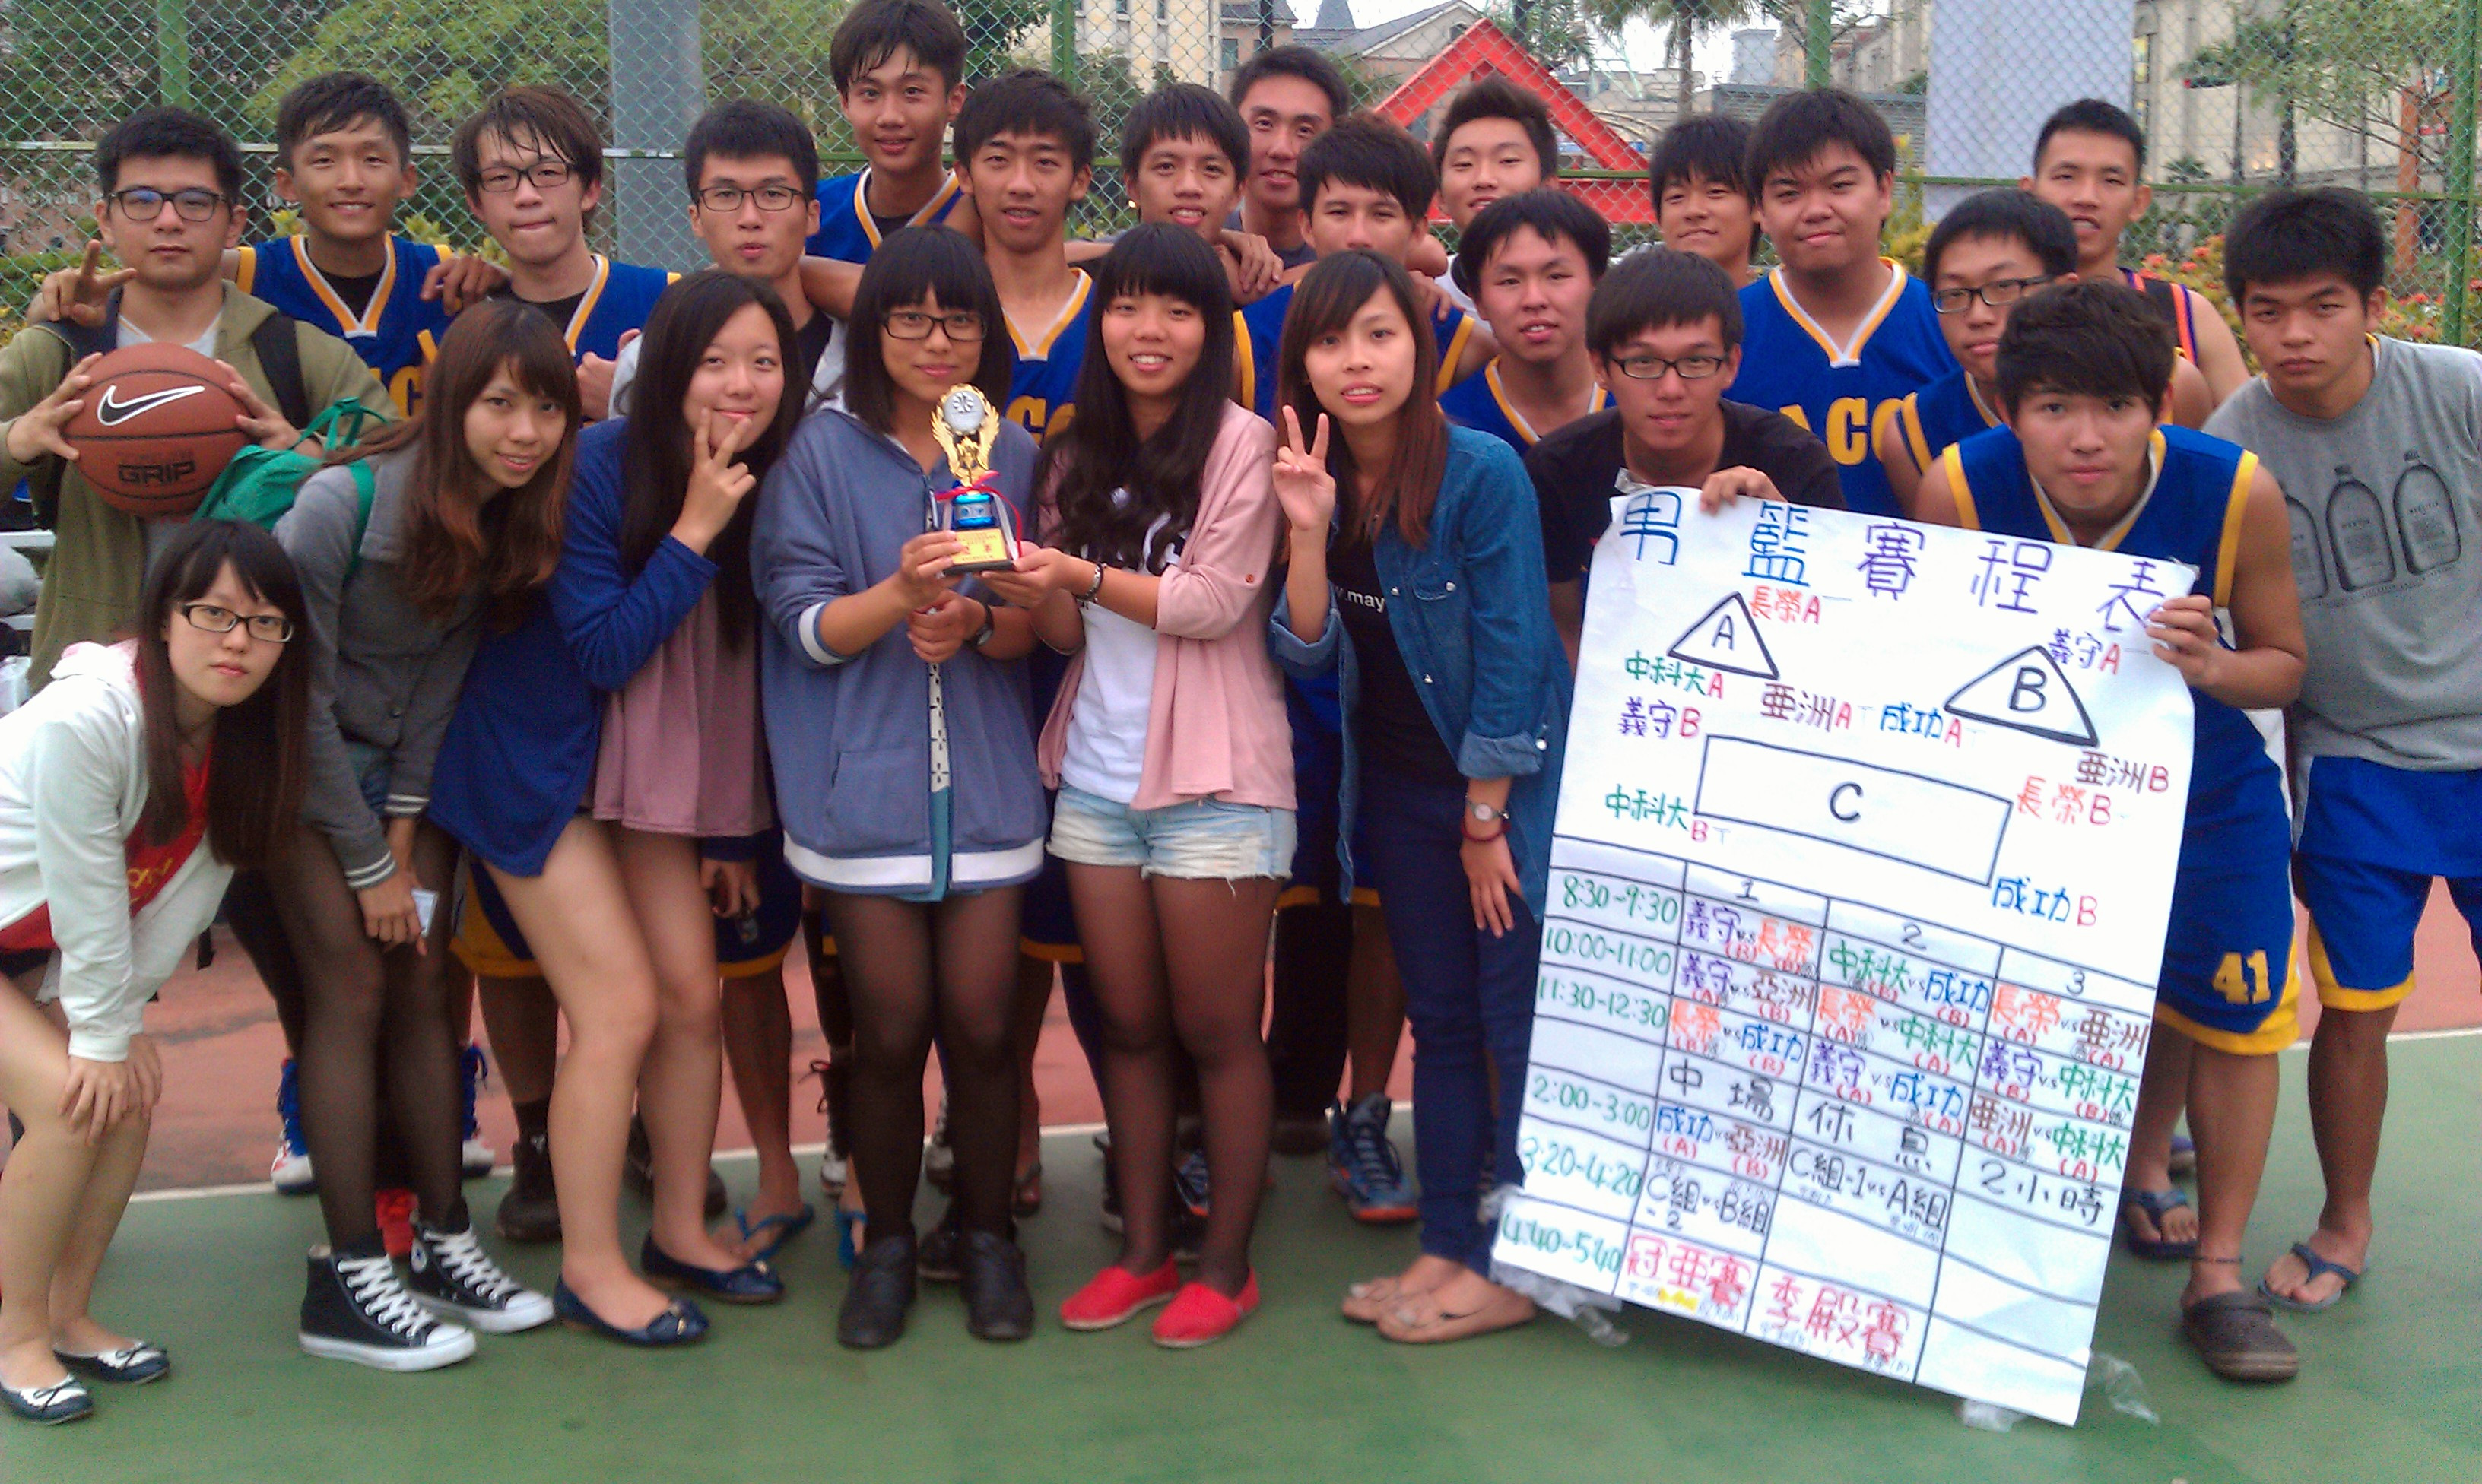 GRIP
AC
ACC
41
男籃賽程表
A
長榮A
義守A
中科大A
B
義守B
亞洲A
成功A
亞洲B
C
長榮B
中科大B
成功B
1 2 3
8:30-9:30 義守(B) vs 長榮(B) 中科大(B) vs 成功(B) 長榮(A) vs 亞洲(A)
10:00-11:00 義守(A) vs 亞洲(B) 長榮(A) vs 中科大(A) 義守(B) vs 中科大(B)
11:30-12:30 長榮(B) vs 成功(B) 義守(A) vs 成功(A) 亞洲(A) vs 中科大(A)
中場休息2小時
2:00-3:00 成功(A) vs 亞洲(B)
3:20-4:20 C組-2 vs B組 C組-1 vs A組
4:40-5:40 冠亞賽 季殿賽